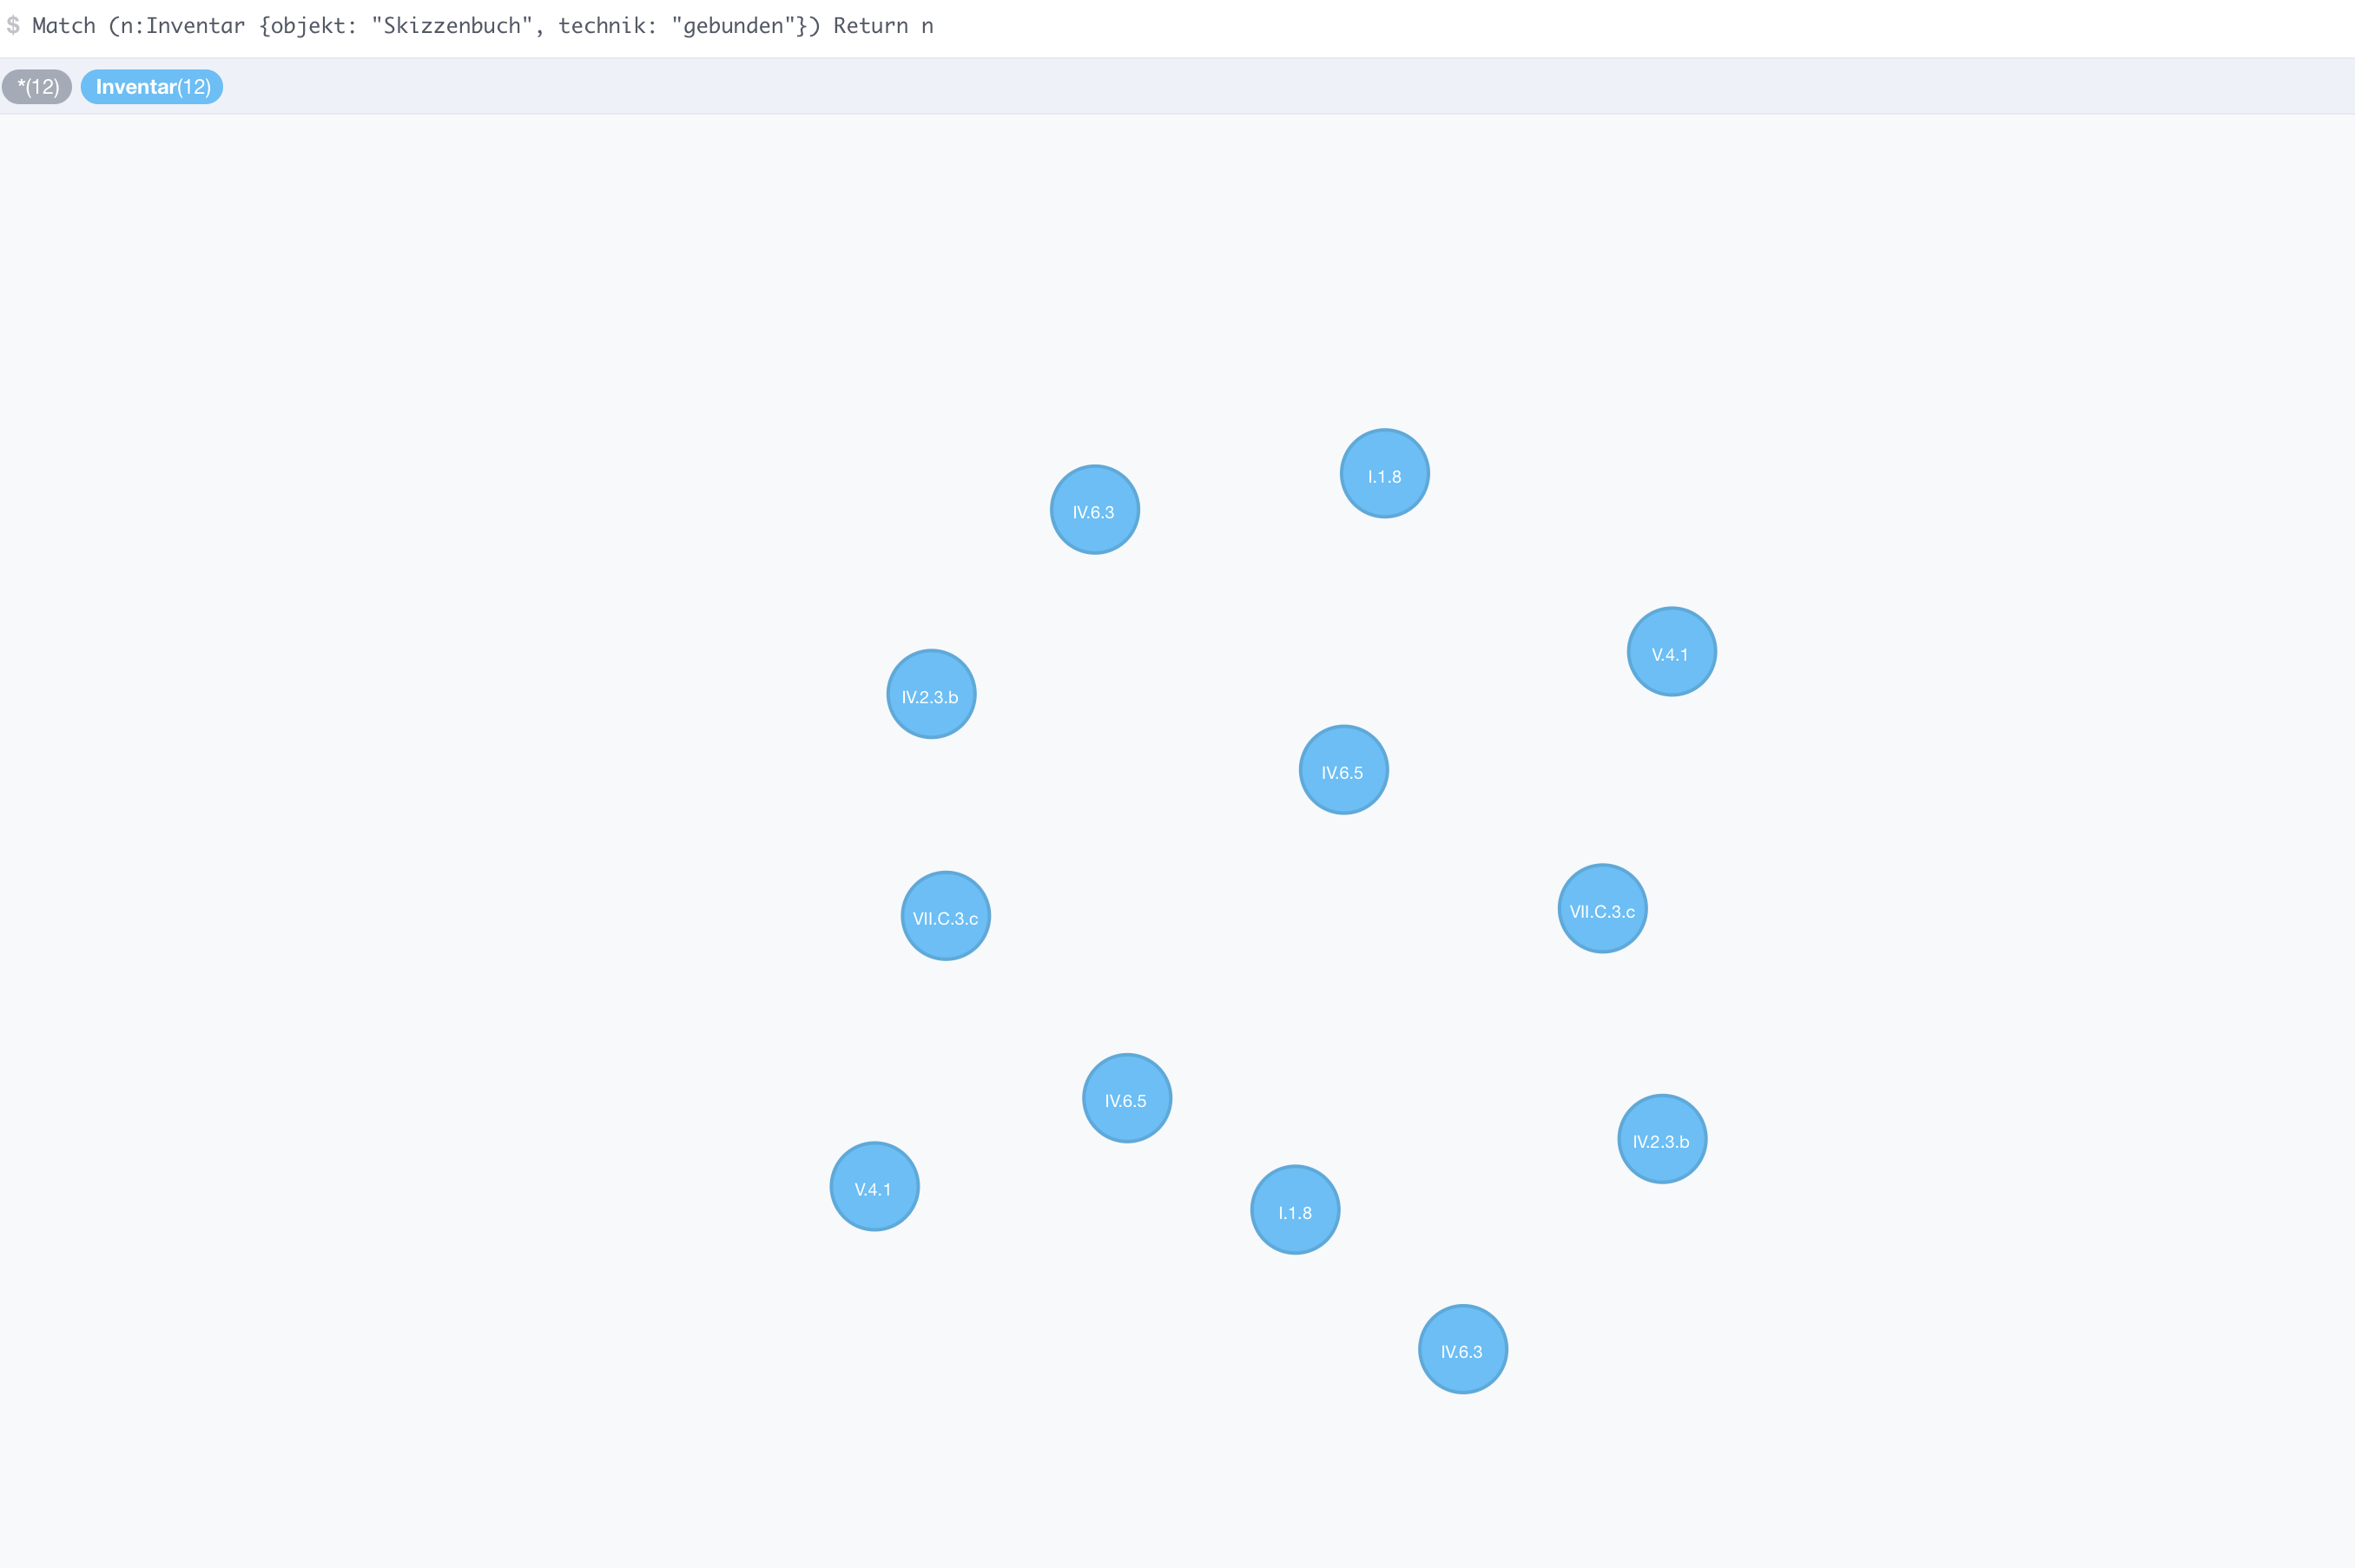 $ Match (n:Inventar {objekt: "Skizzenbuch", technik: "gebunden"}) Return n
*(12) Inventar(12)
I.1.8
IV.6.3
V.4.1
IV.2.3.b
IV.6.5
VII.C.3.c
VII.C.3.c
IV.6.5
IV.2.3.b
V.4.1
I.1.8
IV.6.3